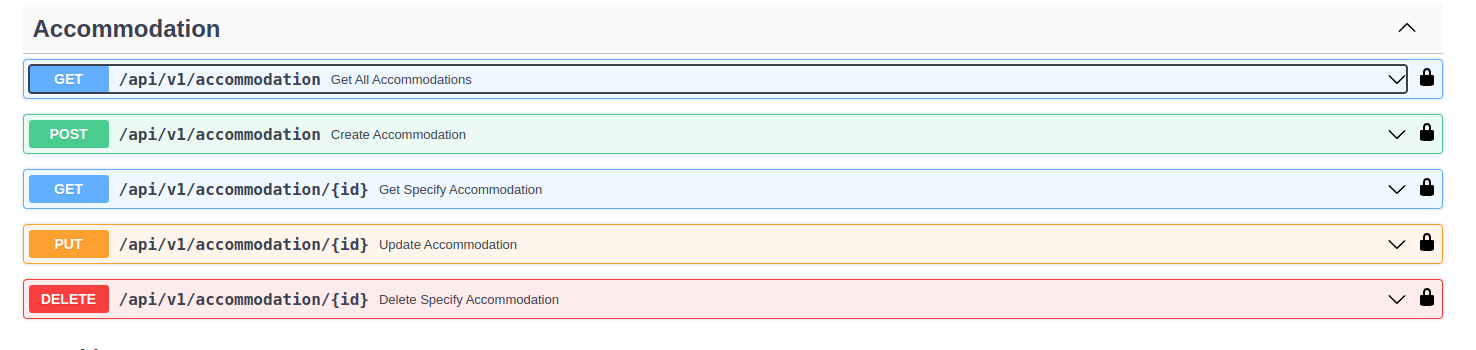 Accommodation
GET /api/v1/accommodation Get All Accommodations
POST /api/v1/accommodation Create Accommodation
GET /api/v1/accommodation/{id} Get Specify Accommodation
PUT /api/v1/accommodation/{id} Update Accommodation
DELETE /api/v1/accommodation/{id} Delete Specify Accommodation